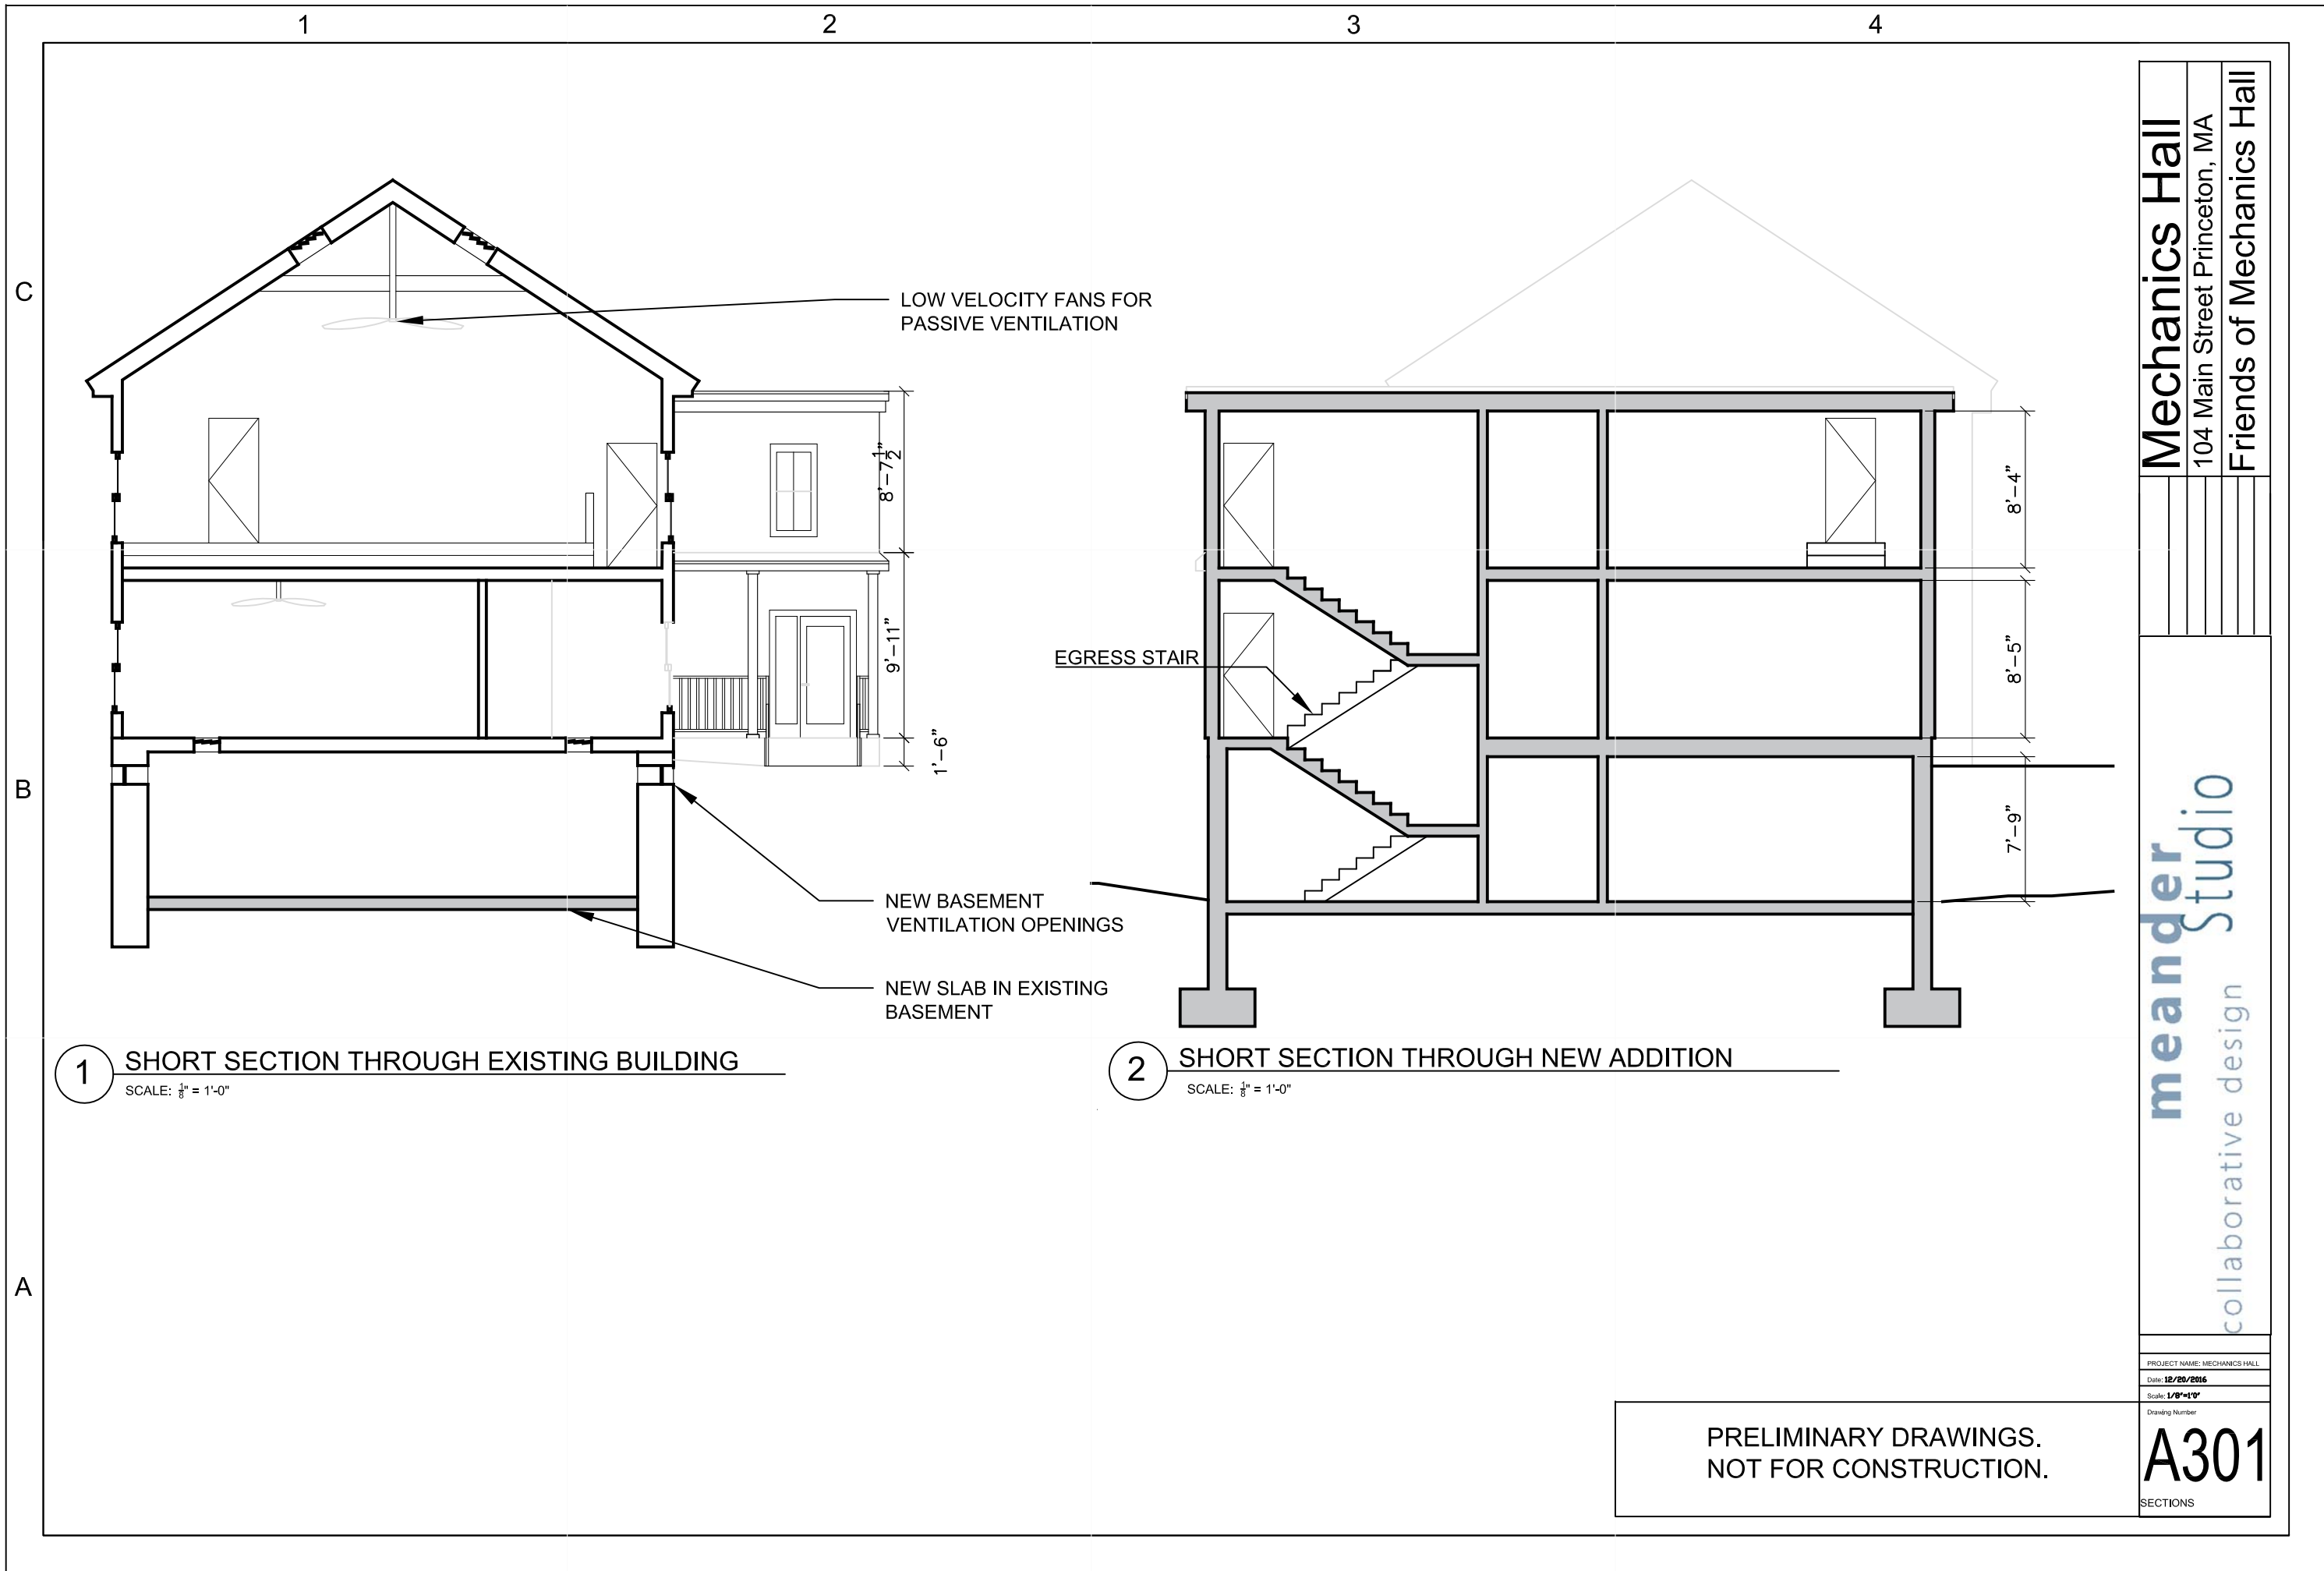 1
2
3
4
C
B
A
LOW VELOCITY FANS FOR
PASSIVE VENTILATION
8'-7 1/2"
9'-11"
1'-6"
NEW BASEMENT
VENTILATION OPENINGS
NEW SLAB IN EXISTING
BASEMENT
1
SHORT SECTION THROUGH EXISTING BUILDING
SCALE: 1/8" = 1'-0"
EGRESS STAIR
8'-4"
8'-5"
7'-9"
2
SHORT SECTION THROUGH NEW ADDITION
SCALE: 1/8" = 1'-0"
PRELIMINARY DRAWINGS.
NOT FOR CONSTRUCTION.
Mechanics Hall
104 Main Street Princeton, MA
Friends of Mechanics Hall
meander
Studio
collaborative design
PROJECT NAME: MECHANICS HALL
Date: 12/20/2016
Scale: 1/8"=1'0"
Drawing Number
A301
SECTIONS